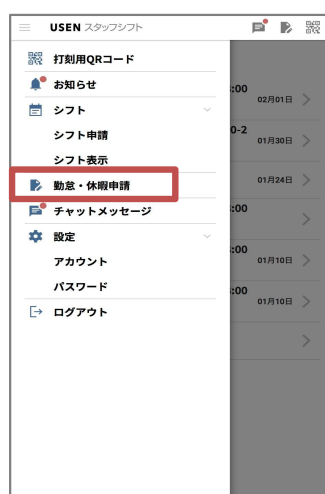 USEN スタッフシフト
打刻用QRコード
お知らせ
シフト
シフト申請
シフト表示
勤怠・休暇申請
チャットメッセージ
設定
アカウント
パスワード
ログアウト
:00
02月01日
0-2
01月30日
01月24日
:00
:00
01月10日
:00
01月10日